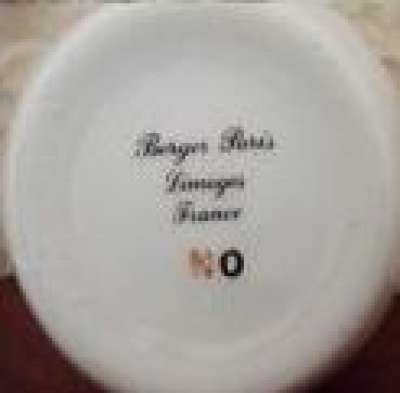 Berger Paris
Limoges
France
NO